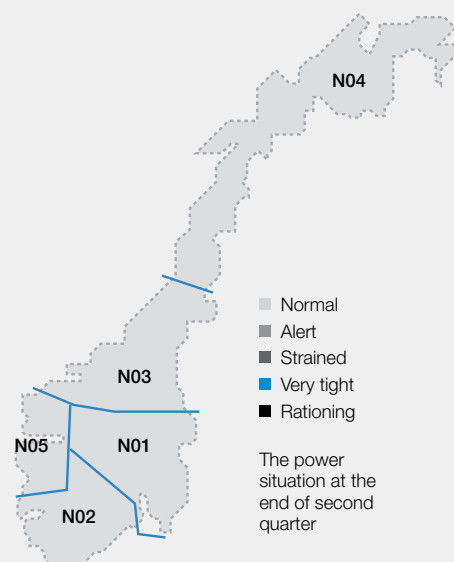 N04
Normal
Alert
Strained
N03
Very tight
Rationing
N05
N01
The power
situation at the
end of second
quarter
N02